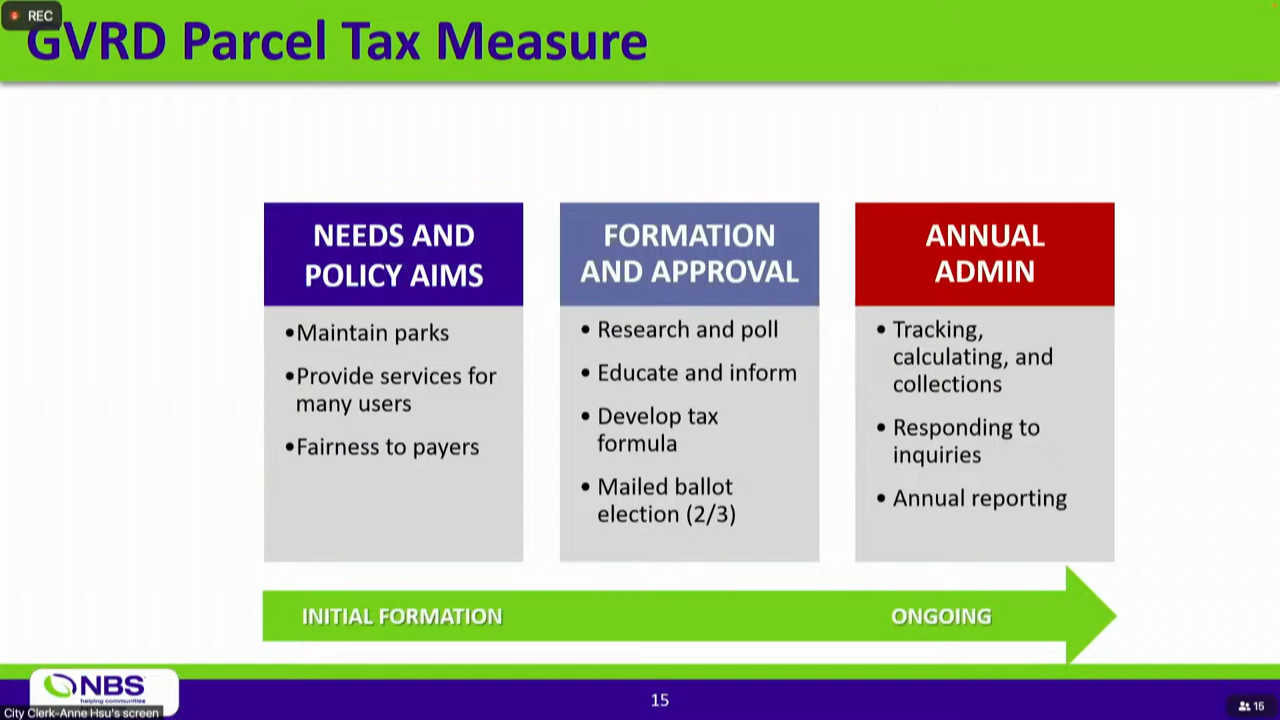 REC
GVRD Parcel Tax Measure
NEEDS AND
POLICY AIMS
•Maintain parks
•Provide services for
many users
•Fairness to payers
FORMATION
AND APPROVAL
• Research and poll
• Educate and inform
• Develop tax
formula
• Mailed ballot
election (2/3)
ANNUAL
ADMIN
• Tracking,
calculating, and
collections
• Responding to
inquiries
• Annual reporting
INITIAL FORMATION
ONGOING
NBS
helping communities
15
City Clerk-Anne Hsu's screen
15